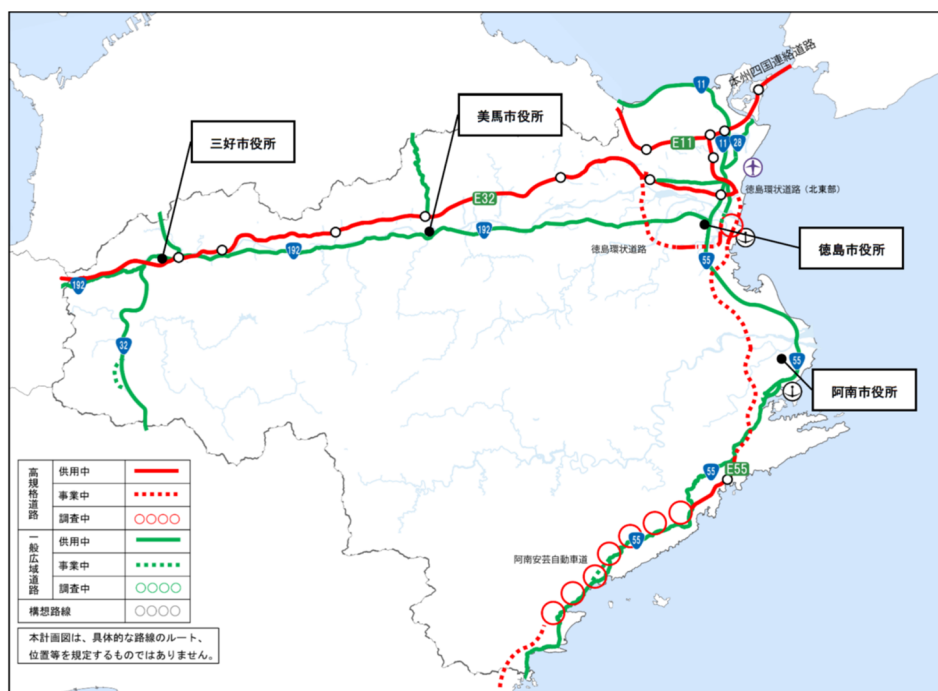 本州四国連絡道路
11
美馬市役所
三好市役所
E11
11
28
徳島環状道路（北東部）
E32
192
192
徳島環状道路
徳島市役所
55
192
32
55
阿南市役所
55
E55
55
阿南安芸自動車道
高規格道路
供用中
事業中
調査中
一般広域道路
供用中
事業中
調査中
構想路線
本計画図は、具体的な路線のルート、
位置等を規定するものではありません。